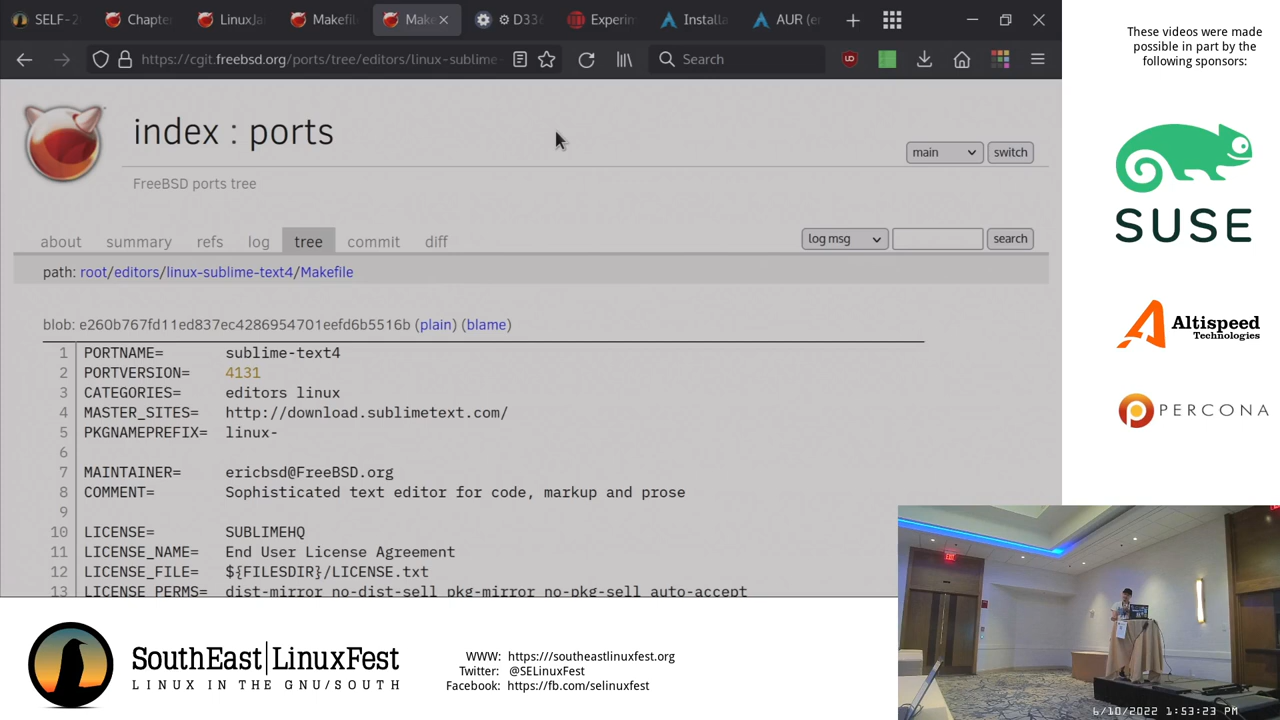 SELF-2
Chapter
LinuxJa
Makefil
Make
D33
Experim
Installa
AUR (e
https://cgit.freebsd.org/ports/tree/editors/linux-sublime
Search
index : ports
main
switch
FreeBSD ports tree
about summary refs log tree commit diff
log msg
search
path: root/editors/linux-sublime-text4/Makefile
blob: e260b767fd11ed837ec4286954701eefd6b5516b (plain) (blame)
1 PORTNAME= sublime-text4
2 PORTVERSION= 4131
3 CATEGORIES= editors linux
4 MASTER_SITES= http://download.sublimetext.com/
5 PKGNAMEPREFIX= linux-
6
7 MAINTAINER= ericbsd@FreeBSD.org
8 COMMENT= Sophisticated text editor for code, markup and prose
9
10 LICENSE= SUBLIMEHQ
11 LICENSE_NAME= End User License Agreement
12 LICENSE_FILE= ${FILESDIR}/LICENSE.txt
13 LICENSE_PERMS= dist-mirror no-dist-sell pkg-mirror no-pkg-sell auto-accept
These videos were made
possible in part by the
following sponsors:
SUSE
Altispeed
Technologies
PERCONA
SouthEast LinuxFest
LINUX IN THE GNU/SOUTH
WWW: https:///southeastlinuxfest.org
Twitter: @SELinuxFest
Facebook: https://fb.com/selinuxfest
EXIT
6/10/2022 1:53:23 PM